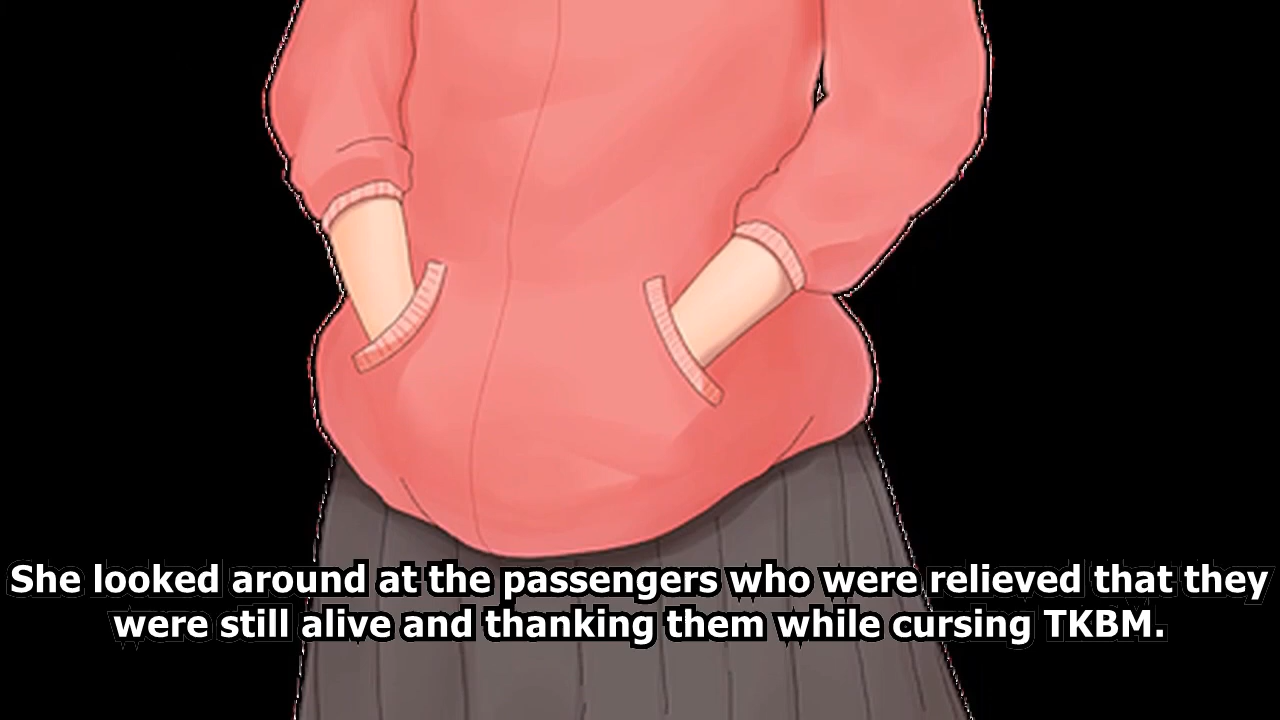 She looked around at the passengers who were relieved that they
were still alive and thanking them while cursing TKBM.